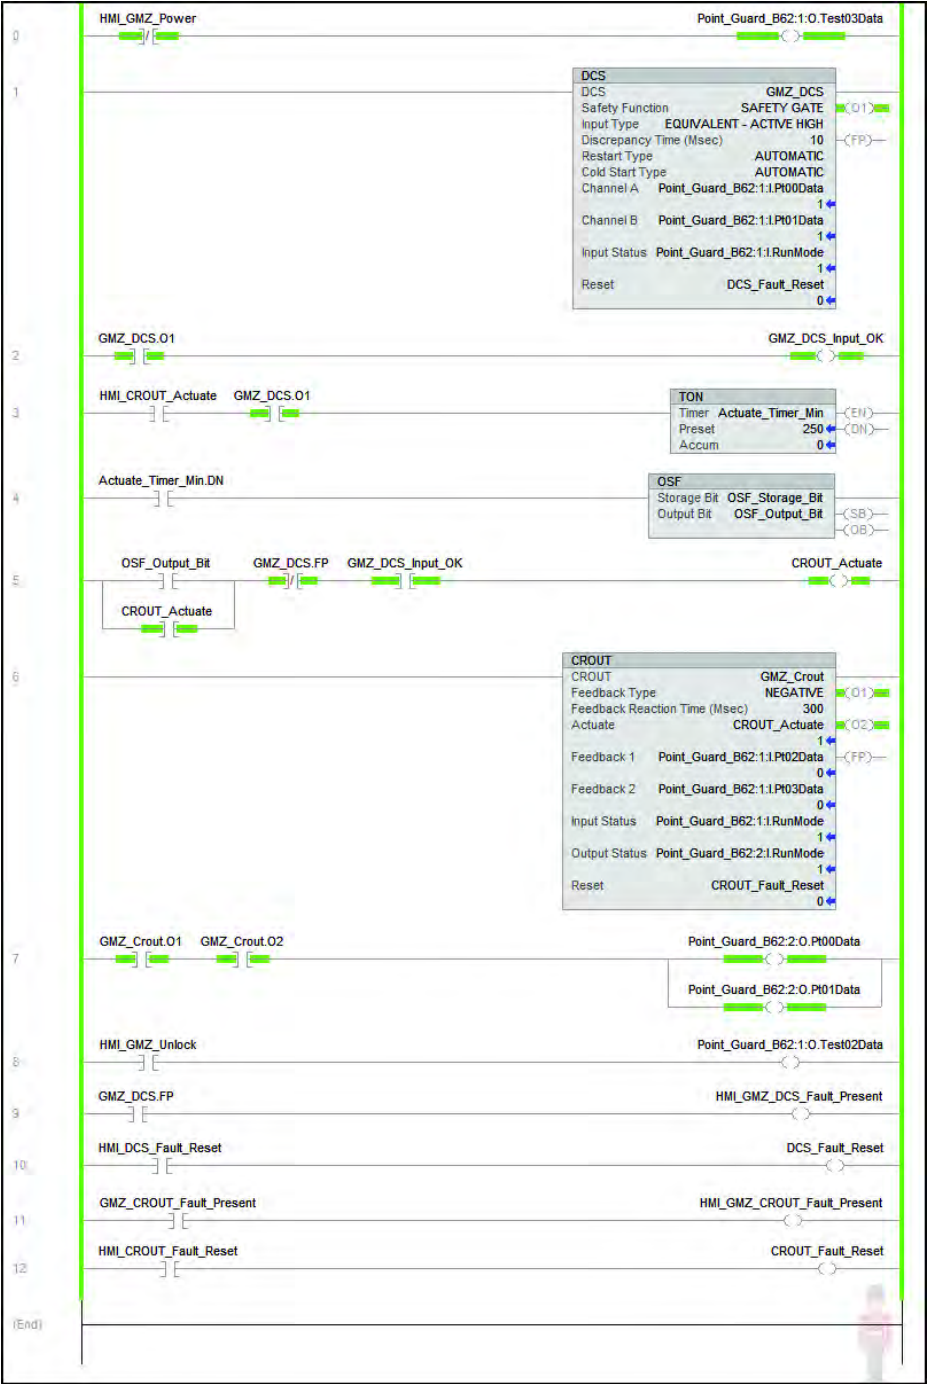 HMI_GMZ_Power Point_Guard_B62:1:O.Test03Data
0
DCS
1
DCS GMZ_DCS
Safety Function SAFETY GATE (O1)
Input Type EQUIVALENT - ACTIVE HIGH
Discrepancy Time (Msec) 10 (FP)
Restart Type AUTOMATIC
Cold Start Type AUTOMATIC
Channel A Point_Guard_B62:1:I.Pt00Data
1
Channel B Point_Guard_B62:1:I.Pt01Data
1
Input Status Point_Guard_B62:1:I.RunMode
1
Reset DCS_Fault_Reset
0
GMZ_DCS.O1 GMZ_DCS_Input_OK
2
HMI_CROUT_Actuate GMZ_DCS.O1
3
TON
Timer Actuate_Timer_Min (EN)
Preset 250 (DN)
Accum 0
Actuate_Timer_Min.DN
4
OSF
Storage Bit OSF_Storage_Bit
Output Bit OSF_Output_Bit (SB)
(OB)
OSF_Output_Bit GMZ_DCS.FP GMZ_DCS_Input_OK CROUT_Actuate
5
CROUT_Actuate
CROUT
6
CROUT GMZ_Crout
Feedback Type NEGATIVE (O1)
Feedback Reaction Time (Msec) 300
Actuate CROUT_Actuate (O2)
1
Feedback 1 Point_Guard_B62:1:I.Pt02Data (FP)
0
Feedback 2 Point_Guard_B62:1:I.Pt03Data
0
Input Status Point_Guard_B62:1:I.RunMode
1
Output Status Point_Guard_B62:2:I.RunMode
1
Reset CROUT_Fault_Reset
0
GMZ_Crout.O1 GMZ_Crout.O2 Point_Guard_B62:2:O.Pt00Data
7
Point_Guard_B62:2:O.Pt01Data
HMI_GMZ_Unlock Point_Guard_B62:1:O.Test02Data
8
GMZ_DCS.FP HMI_GMZ_DCS_Fault_Present
9
HMI_DCS_Fault_Reset DCS_Fault_Reset
10
GMZ_CROUT_Fault_Present HMI_GMZ_CROUT_Fault_Present
11
HMI_CROUT_Fault_Reset CROUT_Fault_Reset
12
(End)